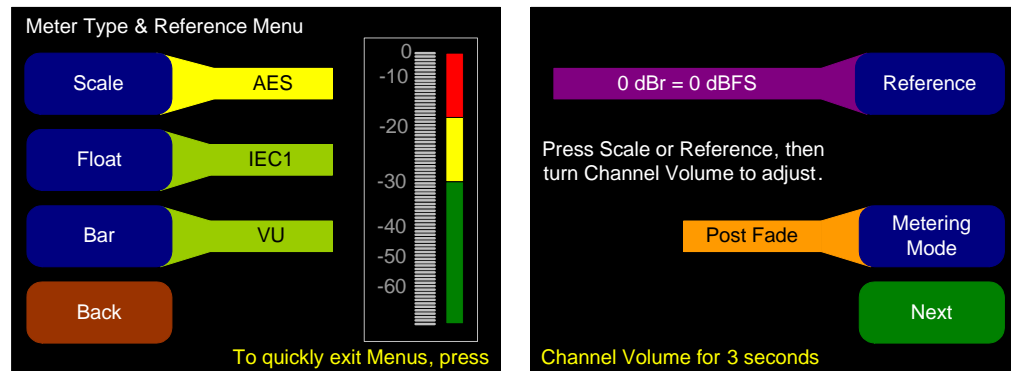 Meter Type & Reference Menu
Scale
AES
Float
IEC1
Bar
VU
Back
0
-10
-20
-30
-40
-50
-60
To quickly exit Menus, press
0 dBr = 0 dBFS
Reference
Press Scale or Reference, then
turn Channel Volume to adjust.
Post Fade
Metering
Mode
Next
Channel Volume for 3 seconds